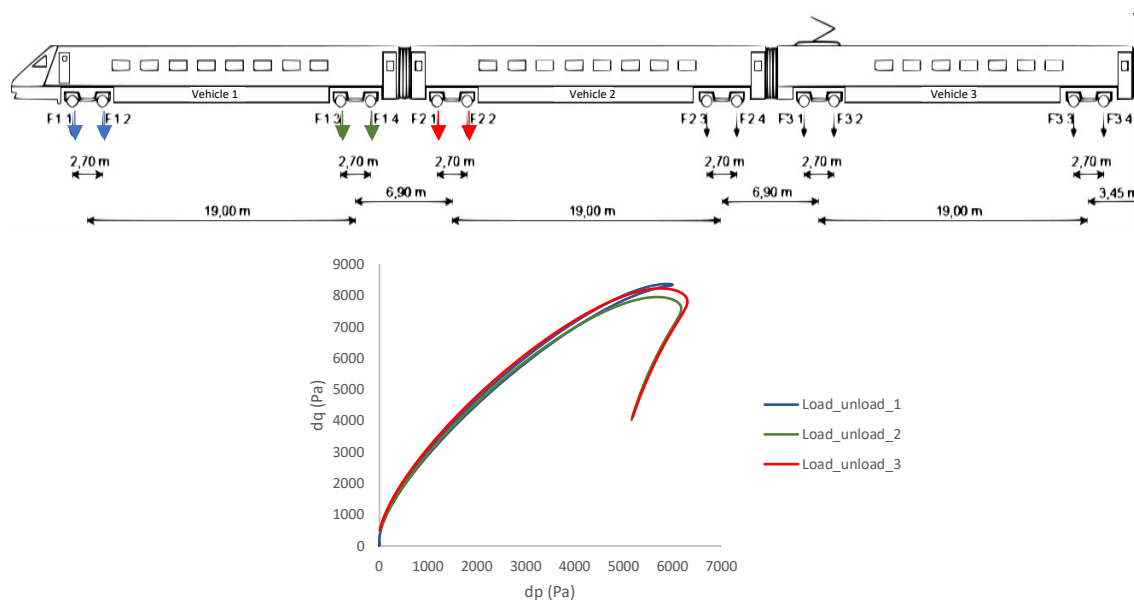 Vehicle 1 Vehicle 2 Vehicle 3
F1 1 F1 2 F1 3 F1 4 F2 1 F2 2 F2 3 F2 4 F3 1 F3 2 F3 3 F3 4
2,70 m 2,70 m 2,70 m 2,70 m 2,70 m 2,70 m
6,90 m 6,90 m 3,45 m
19,00 m 19,00 m 19,00 m
9000
8000
7000
6000
5000
4000
3000
2000
1000
0
dq (Pa)
0 1000 2000 3000 4000 5000 6000 7000
dp (Pa)
Load_unload_1
Load_unload_2
Load_unload_3